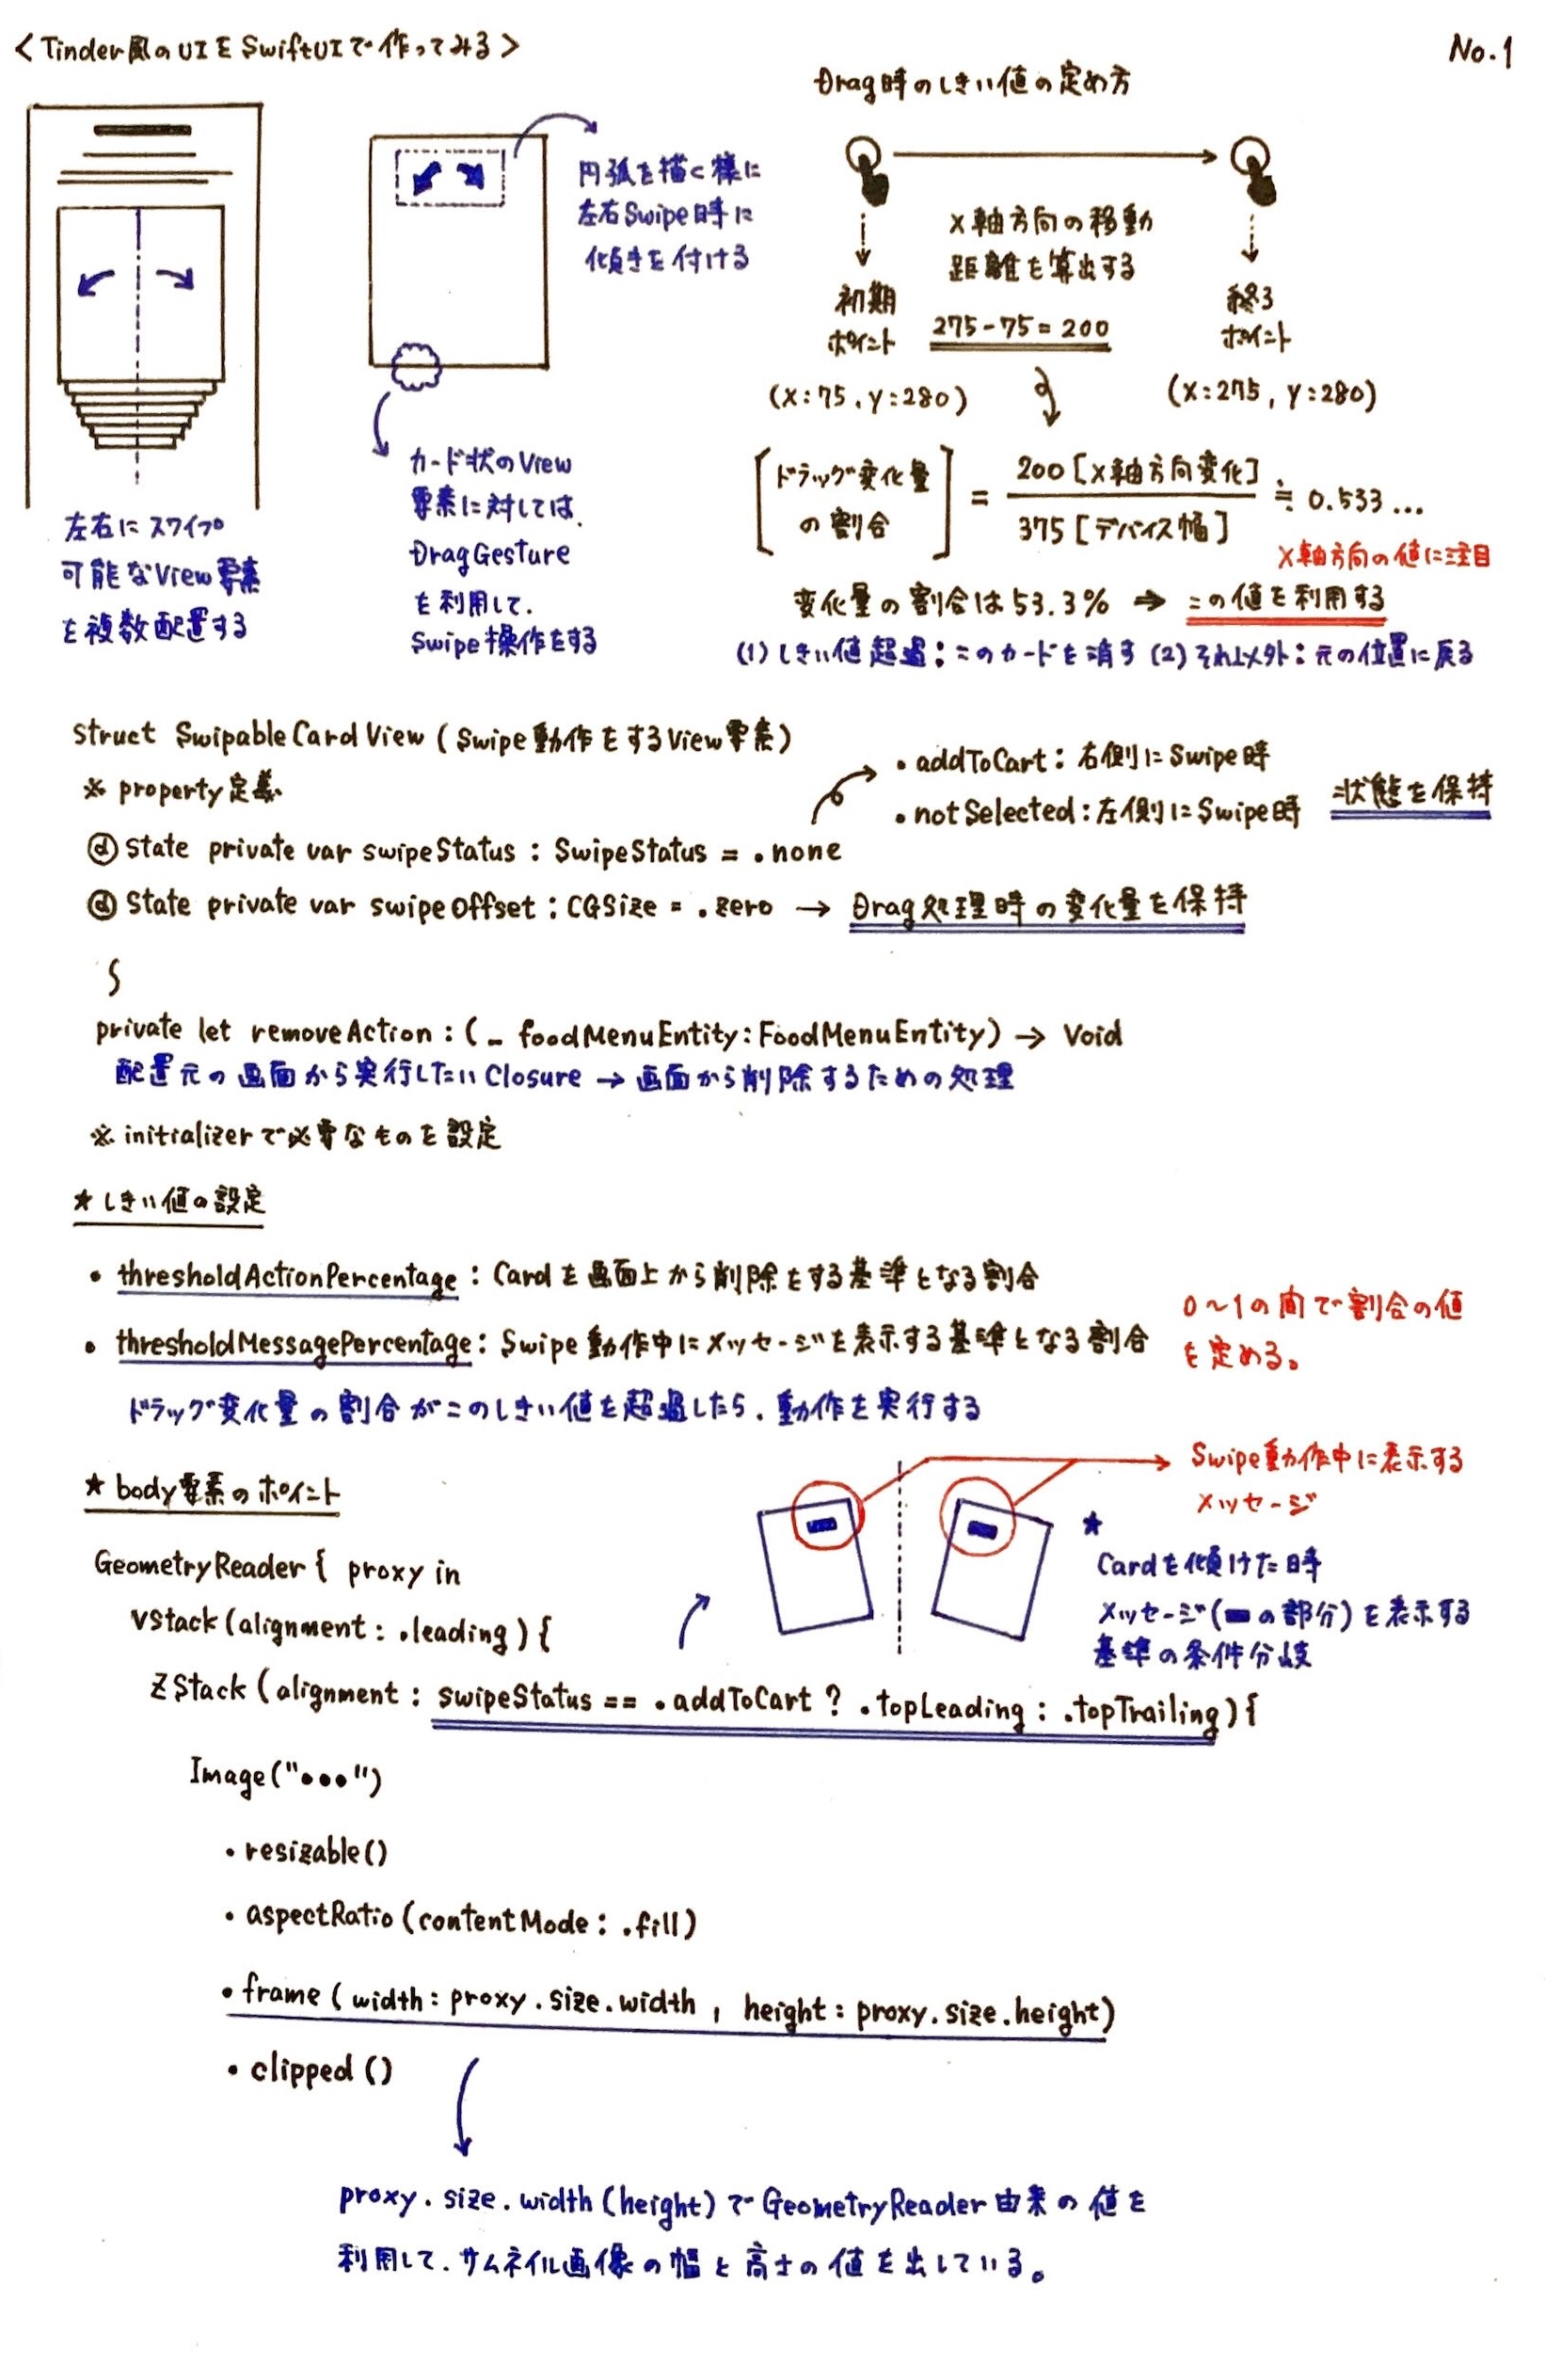 <Tinder風のUIをSwiftUIで作ってみる>
No.1
左右にスワイプ
可能なView要素
を複数配置する
円弧を描く様に
左右Swipe時に
傾きを付ける
カード状のView
要素に対しては、
DragGesture
を利用して、
Swipe操作をする
Drag時のしきい値の定め方
X軸方向の移動
距離を算出する
275-75=200
初期
ポイント
(X:75, Y:280)
終了
ポイント
(X:275, Y:280)
[ドラッグ変化量
の割合] = 200[X軸方向変化]
375[デバイス幅] ≒ 0.533...
X軸方向の値に注目
変化量の割合は53.3% ⇒ この値を利用する
(1)しきい値超過:このカードを消す (2)それ以外:元の位置に戻る
struct SwipableCardView (Swipe動作をするView要素)
※ property定義
・addToCart: 右側にSwipe時
・notSelected:左側にSwipe時
状態を保持
@State private var swipeStatus : SwipeStatus = .none
@State private var swipeOffset : CGSize = .zero → Drag処理時の変化量を保持
private let removeAction : (_ foodMenuEntity:FoodMenuEntity) → Void
配置元の画面から実行したいClosure → 画面から削除するための処理
※ initializerで必要なものを設定
★しきい値の設定
・thresholdActionPercentage : Cardを画面上から削除をする基準となる割合
・thresholdMessagePercentage: Swipe動作中にメッセージを表示する基準となる割合
0〜1の間で割合の値
を定める。
ドラッグ変化量の割合がこのしきい値を超過したら、動作を実行する
★body要素のポイント
Swipe動作中に表示する
メッセージ
★
Cardを傾けた時
メッセージ(▬の部分)を表示する
基準の条件分岐
GeometryReader { proxy in
VStack (alignment : .leading) {
ZStack (alignment : swipeStatus == .addToCart ? .topLeading : .topTrailing) {
Image("•••")
.resizable()
.aspectRatio (contentMode : .fill)
.frame ( width : proxy.size.width , height : proxy.size.height)
.clipped ()
proxy.size.width (height) でGeometryReader由来の値を
利用して、サムネイル画像の幅と高さの値を出している。